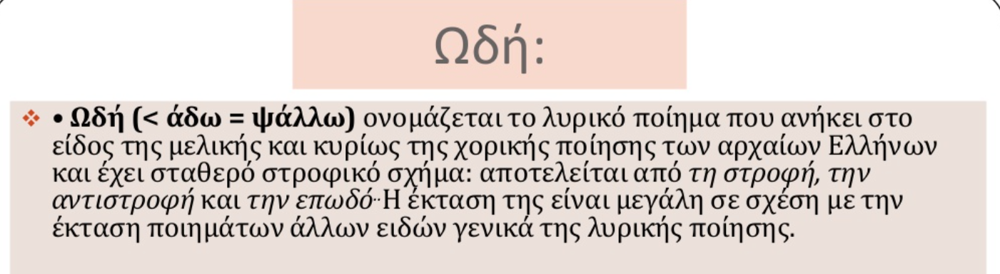 Ωδή:
❖ • Ωδή (< άδω = ψάλλω) ονομάζεται το λυρικό ποίημα που ανήκει στο
είδος της μελικής και κυρίως της χορικής ποίησης των αρχαίων Ελλήνων
και έχει σταθερό στροφικό σχήμα: αποτελείται από τη στροφή, την
αντιστροφή και την επωδό··Η έκταση της είναι μεγάλη σε σχέση με την
έκταση ποιημάτων άλλων ειδών γενικά της λυρικής ποίησης.